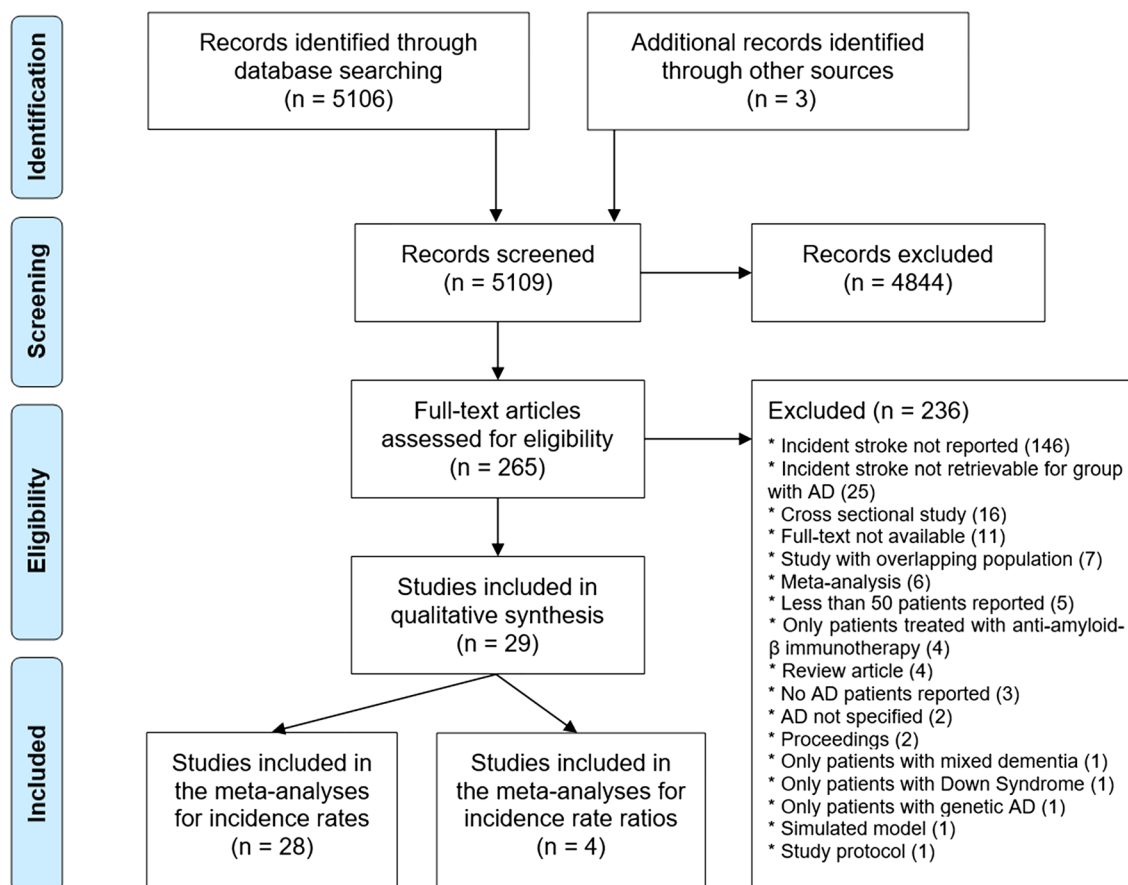 Identification
Records identified through
database searching
(n = 5106)
Additional records identified
through other sources
(n = 3)
Screening
Records screened
(n = 5109)
Records excluded
(n = 4844)
Eligibility
Full-text articles
assessed for eligibility
(n = 265)
Excluded (n = 236)
* Incident stroke not reported (146)
* Incident stroke not retrievable for group
with AD (25)
* Cross sectional study (16)
* Full-text not available (11)
* Study with overlapping population (7)
* Meta-analysis (6)
* Less than 50 patients reported (5)
* Only patients treated with anti-amyloid-
β immunotherapy (4)
* Review article (4)
* No AD patients reported (3)
* AD not specified (2)
* Proceedings (2)
* Only patients with mixed dementia (1)
* Only patients with Down Syndrome (1)
* Only patients with genetic AD (1)
* Simulated model (1)
* Study protocol (1)
Studies included in
qualitative synthesis
(n = 29)
Included
Studies included in
the meta-analyses
for incidence rates
(n = 28)
Studies included in
the meta-analyses for
incidence rate ratios
(n = 4)